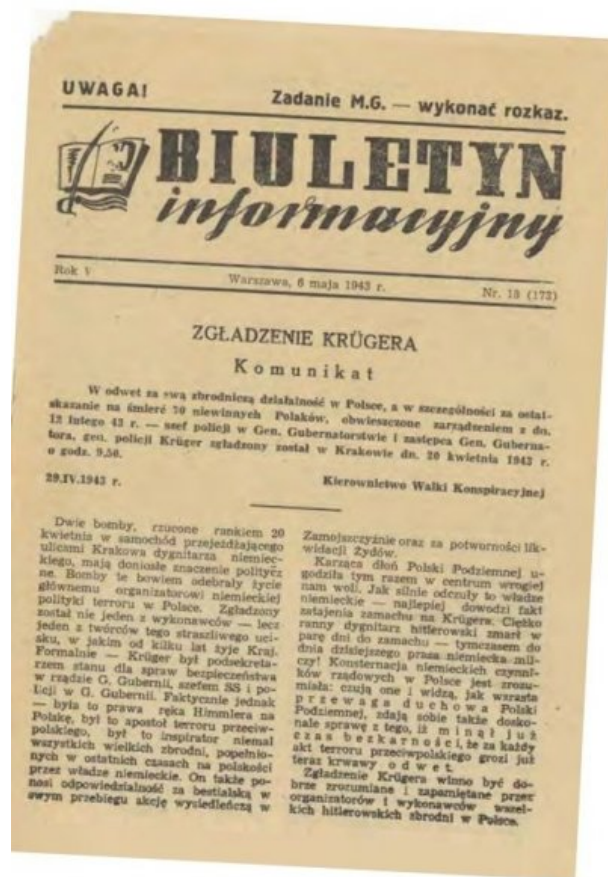 UWAGA!
Zadanie M.G. — wykonać rozkaz.
BIULETYN
informacyjny
Rok V
Warszawa, 6 maja 1943 r.
Nr. 18 (173)
ZGŁADZENIE KRÜGERA
Komunikat
W odwet za swą zbrodniczą działalność w Polsce, a w szczególności za ostat-
skazanie na śmierć 70 niewinnych Polaków, obwieszczone zarządzeniem z dn.
12 lutego 43 r. — szef policji w Gen. Gubernatorstwie i zastępca Gen. Guberna-
tora, gen. policji Krüger zgładzony został w Krakowie dn. 20 kwietnia 1943 r.
o godz. 9,50.
29.IV.1943 r.
Kierownictwo Walki Konspiracyjnej
Dwie bomby, rzucone rankiem 20
kwietnia w samochód przejeżdżającego
ulicami Krakowa dygnitarza niemiec-
kiego, mają doniosłe znaczenie politycz
ne. Bomby te bowiem odebrały życie
głównemu organizatorowi niemieckiej
polityki terroru w Polsce. Zgładzony
został nie jeden z wykonawców — lecz
jeden z twórców tego straszliwego uci-
sku, w jakim od kilku lat żyje Kraj.
Formalnie — Krüger był podsekreta-
rzem stanu dla spraw bezpieczeństwa
w rządzie G. Gubernii, szefem SS i po-
licji w G. Gubernii. Faktycznie jednak
— była to prawa ręka Himmlera na
Polskę, był to apostoł terroru przeciw-
polskiego, był to inspirator niemal
wszystkich wielkich zbrodni, popełnio-
nych w ostatnich czasach na polskości
przez władze niemieckie. On także po-
nosi odpowiedzialność za bestialską w
swym przebiegu akcję wysiedleńczą w
Zamojszczyźnie oraz za potworności lik-
widacji Żydów.
Karząca dłoń Polski Podziemnej u-
godziła tym razem w centrum wrogiej
nam woli. Jak silnie odczuły to władze
niemieckie — najlepiej dowodzi fakt
zatajenia zamachu na Krügera. Ciężko
ranny dygnitarz hitlerowski zmarł w
parę dni do zamachu — tymczasem do
dnia dzisiejszego prasa niemiecka mil-
czy! Konsternacja niemieckich czynni-
ków rządowych w Polsce jest zrozu-
miała: czują one i widzą, jak wzrasta
przewaga duchowa Polski
Podziemnej, zdają sobie także dosko-
nale sprawę z tego, iż minął już
czas bezkarności, że za każdy
akt terroru przeciwpolskiego grozi już
teraz krwawy odwet.
Zgładzenie Krügera winno być do-
brze zrozumiane i zapamiętane przez
organizatorów i wykonawców wszel-
kich hitlerowskich zbrodni w Polsce.